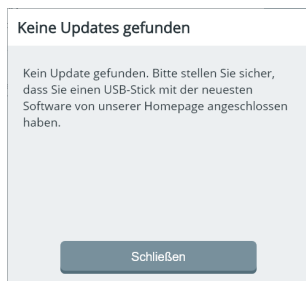 Keine Updates gefunden
Kein Update gefunden. Bitte stellen Sie sicher,
dass Sie einen USB-Stick mit der neuesten
Software von unserer Homepage angeschlossen
haben.
Schließen